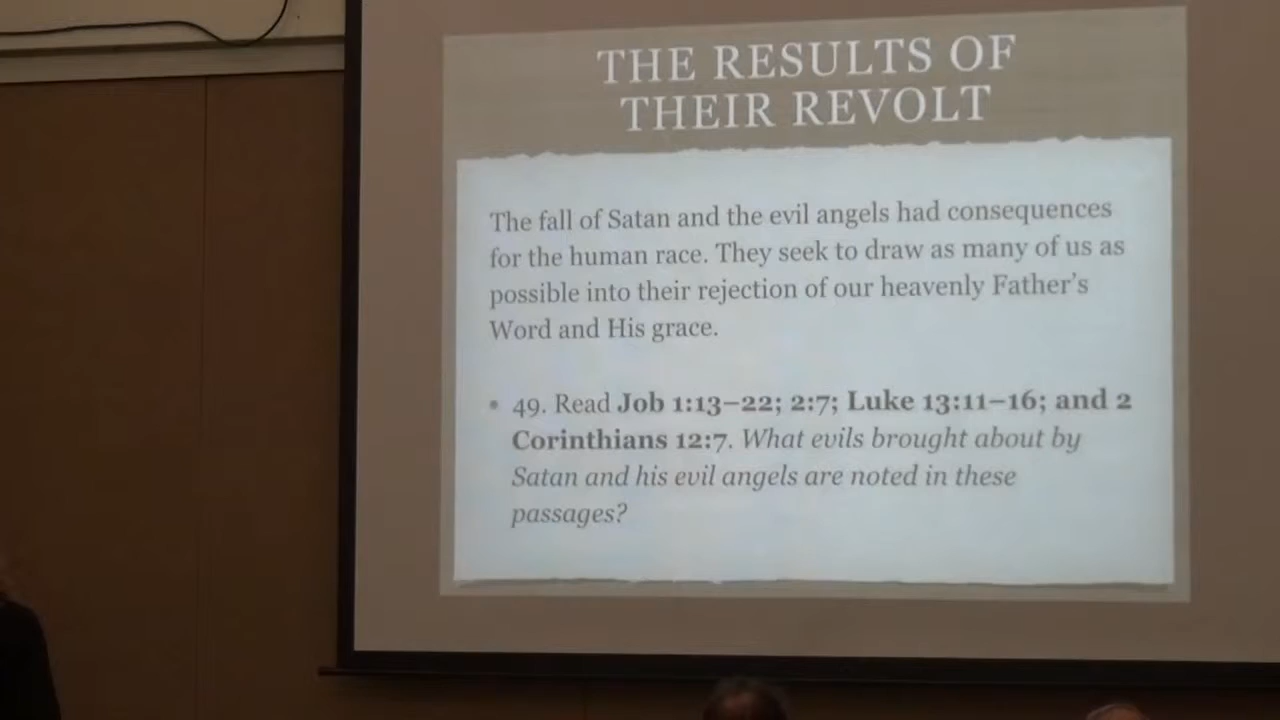 THE RESULTS OF
THEIR REVOLT
The fall of Satan and the evil angels had consequences
for the human race. They seek to draw as many of us as
possible into their rejection of our heavenly Father’s
Word and His grace.
• 49. Read Job 1:13–22; 2:7; Luke 13:11–16; and 2
Corinthians 12:7. What evils brought about by
Satan and his evil angels are noted in these
passages?